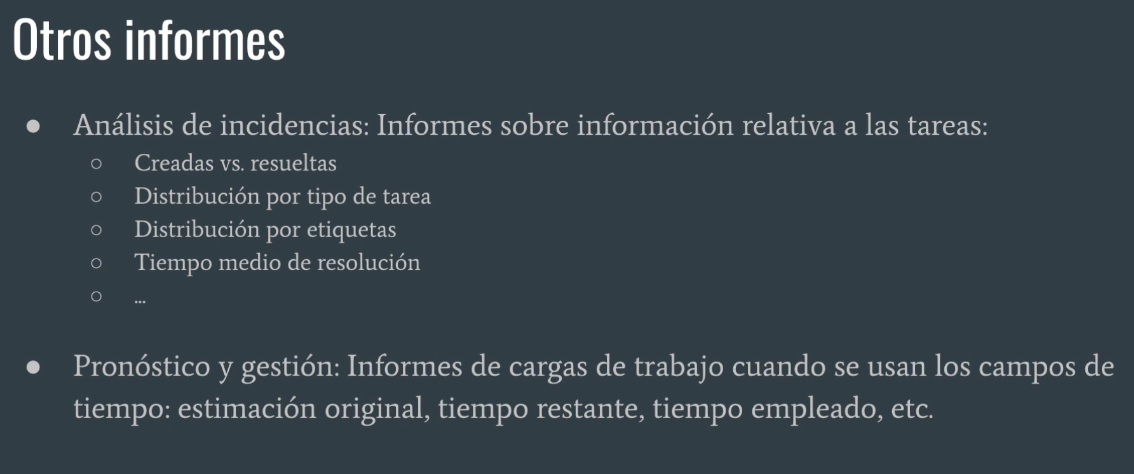 Otros informes
● Análisis de incidencias: Informes sobre información relativa a las tareas:
○ Creadas vs. resueltas
○ Distribución por tipo de tarea
○ Distribución por etiquetas
○ Tiempo medio de resolución
○ ...
● Pronóstico y gestión: Informes de cargas de trabajo cuando se usan los campos de
tiempo: estimación original, tiempo restante, tiempo empleado, etc.